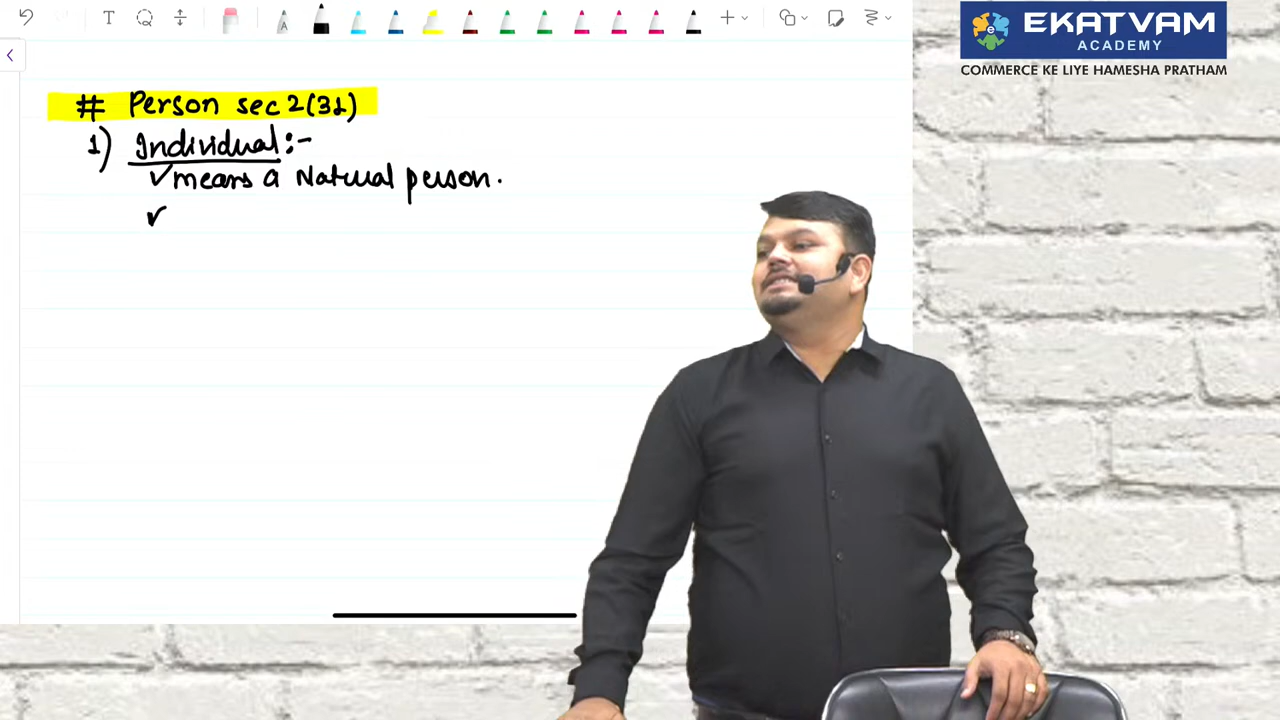 EKATVAM
ACADEMY
COMMERCE KE LIYE HAMESHA PRATHAM
# Person sec 2(31)
1) Individual:-
✓means a Natural person.
✓